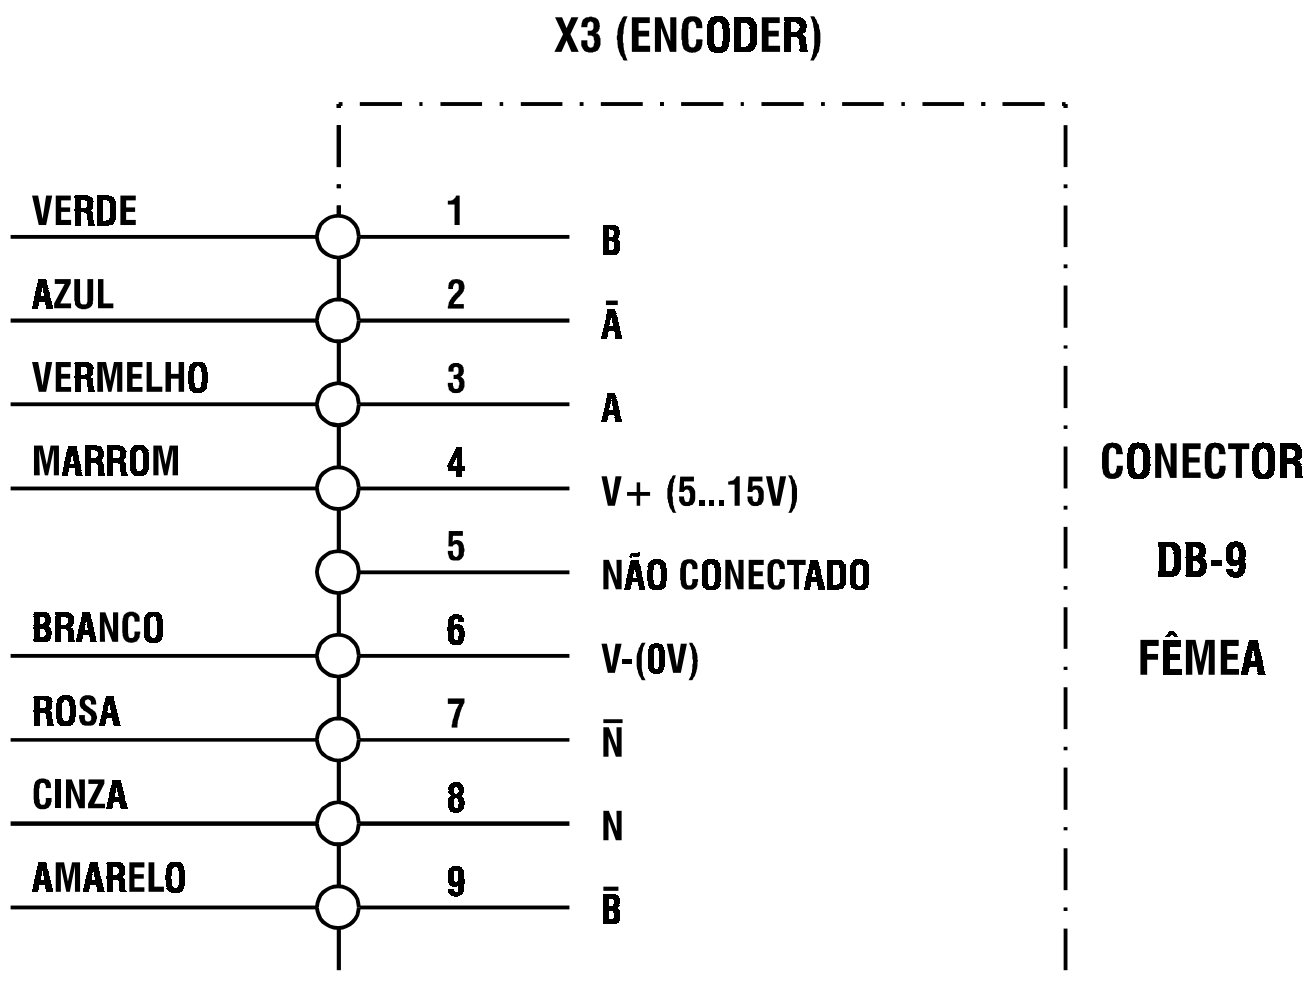 X3 (ENCODER)
VERDE 1 B
AZUL 2 A̅
VERMELHO 3 A
MARROM 4 V+ (5...15V)
5 NÃO CONECTADO
BRANCO 6 V-(0V)
ROSA 7 N̅
CINZA 8 N
AMARELO 9 B̅
CONECTOR
DB-9
FÊMEA